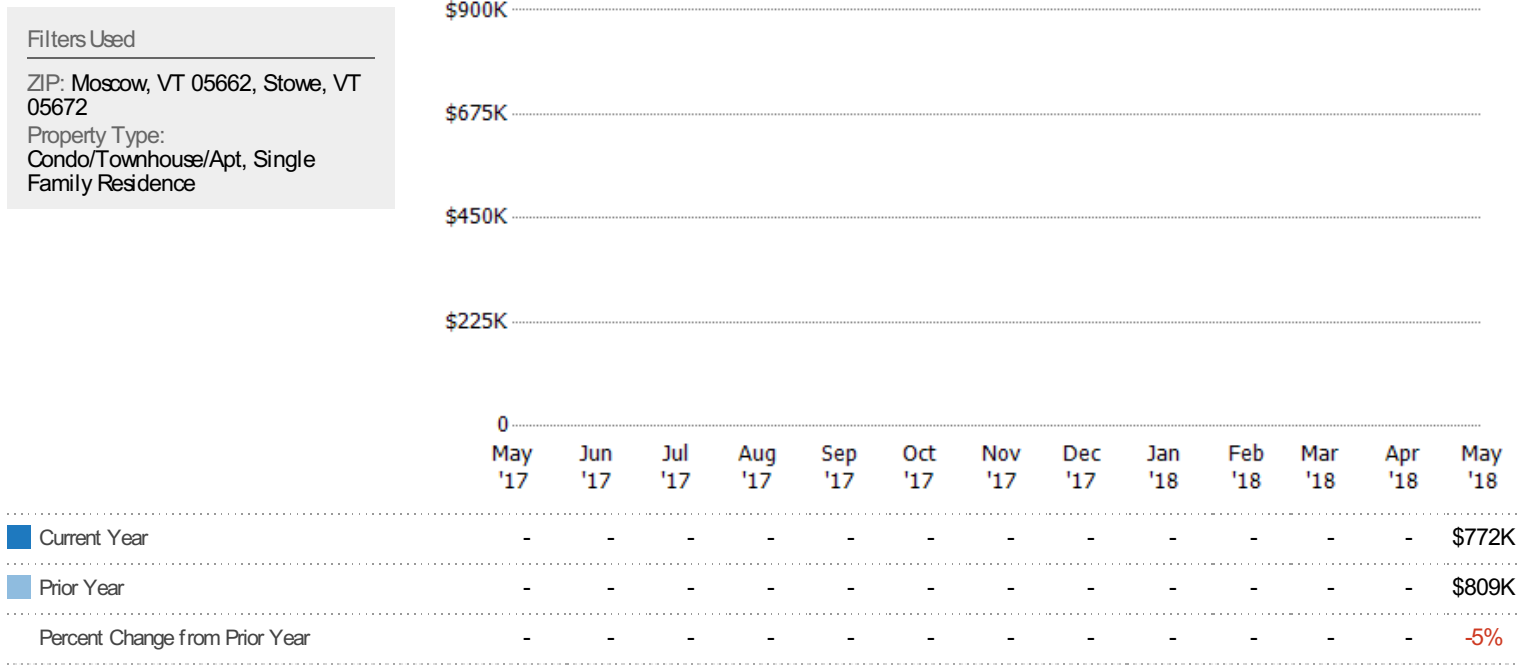 Filters Used
ZIP: Moscow, VT 05662, Stowe, VT
05672
Property Type:
Condo/Townhouse/Apt, Single
Family Residence
$900K
$675K
$450K
$225K
0
May Jun Jul Aug Sep Oct Nov Dec Jan Feb Mar Apr May
'17 '17 '17 '17 '17 '17 '17 '17 '18 '18 '18 '18 '18
Current Year - - - - - - - - - - - - $772K
Prior Year - - - - - - - - - - - - $809K
Percent Change from Prior Year - - - - - - - - - - - - -5%